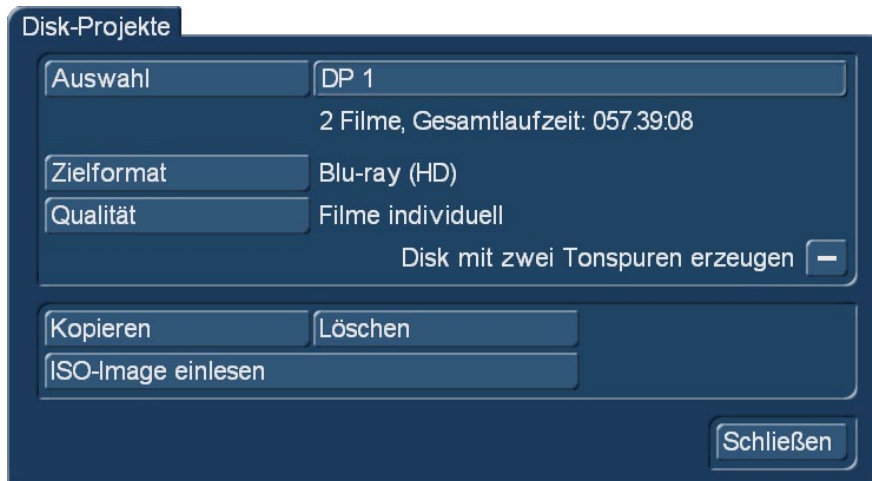 Disk-Projekte
Auswahl DP 1
2 Filme, Gesamtlaufzeit: 057.39:08
Zielformat Blu-ray (HD)
Qualität Filme individuell
Disk mit zwei Tonspuren erzeugen –
Kopieren Löschen
ISO-Image einlesen
Schließen